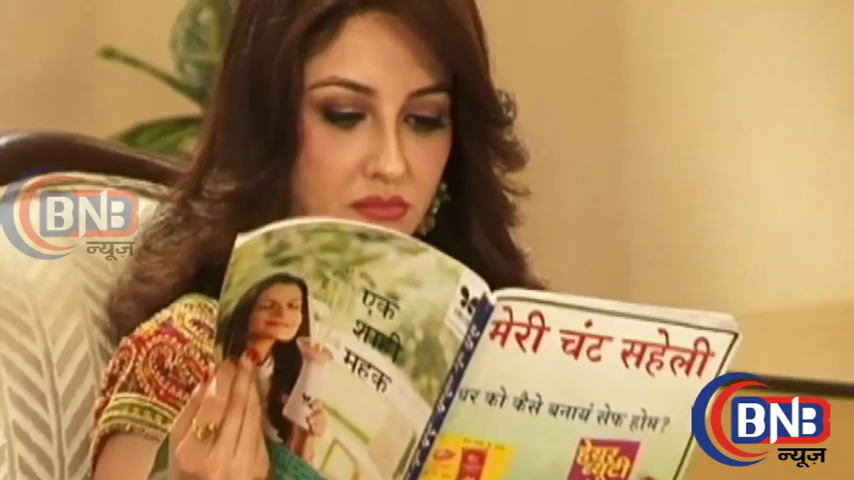 BNB
न्यूज़
एक
शाही
महक
मेरी चंट सहेली
घर को कैसे बनायं सेफ होम?
BNB
न्यूज़